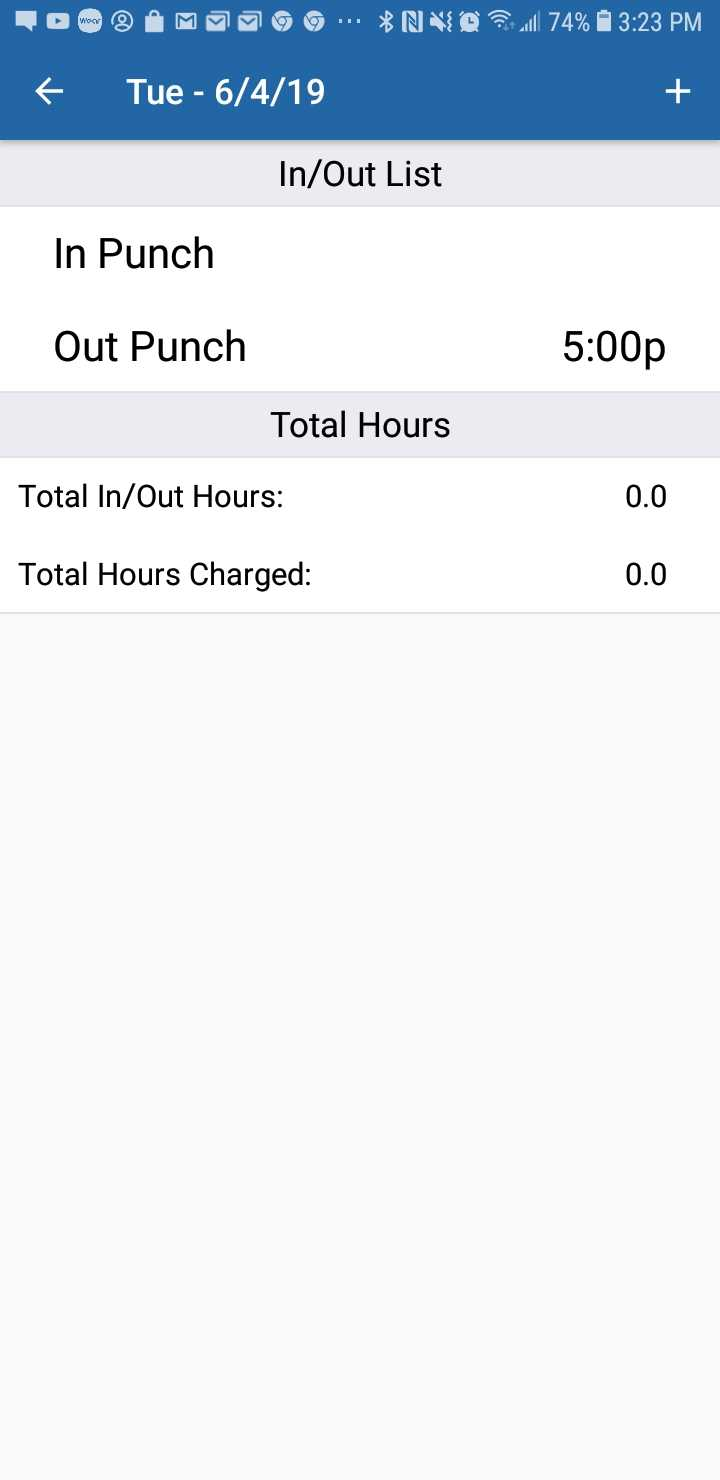 Wear 74% 3:23 PM
Tue - 6/4/19
In/Out List
In Punch
Out Punch 5:00p
Total Hours
Total In/Out Hours: 0.0
Total Hours Charged: 0.0